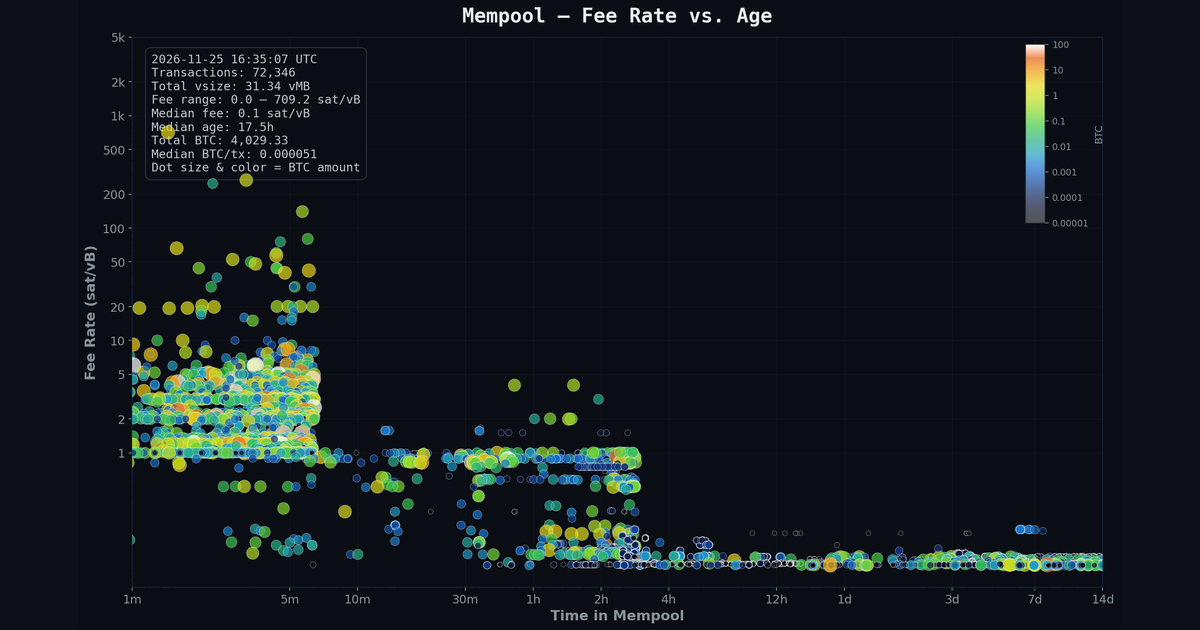 Mempool — Fee Rate vs. Age
2026-11-25 16:35:07 UTC
Transactions: 72,346
Total vsize: 31.34 vMB
Fee range: 0.0 – 709.2 sat/vB
Median fee: 0.1 sat/vB
Median age: 17.5h
Total BTC: 4,029.33
Median BTC/tx: 0.000051
Dot size & color = BTC amount
5k
2k
1k
500
200
100
50
20
10
5
2
1
Fee Rate (sat/vB)
100
10
1
0.1
0.01
0.001
0.0001
0.00001
BTC
1m
5m
10m
30m
1h
2h
4h
12h
1d
3d
7d
14d
Time in Mempool